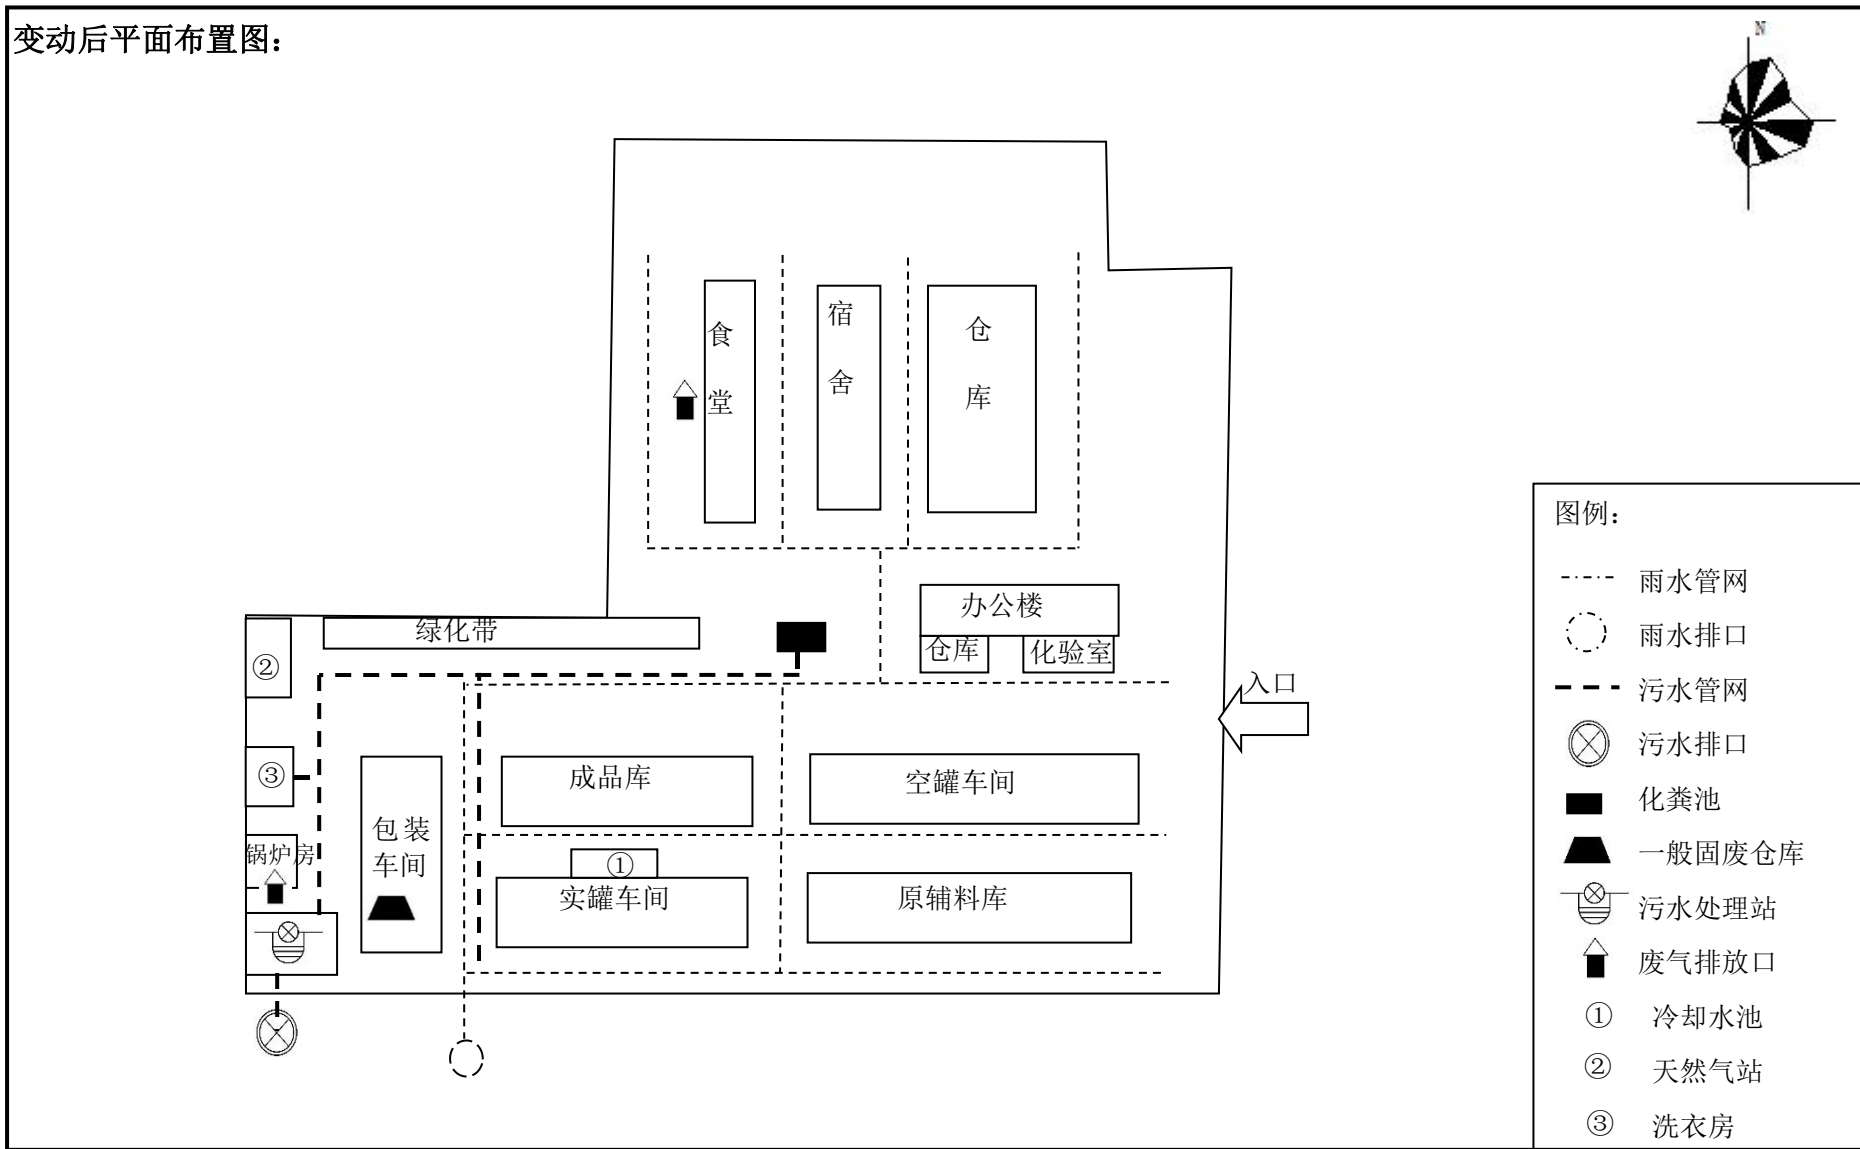 变动后平面布置图：
N
食
堂
宿
舍
仓
库
办公楼
仓库
化验室
绿化带
②
入口
③
成品库
空罐车间
包装
车间
锅炉房
①
实罐车间
原辅料库
图例：
雨水管网
雨水排口
污水管网
污水排口
化粪池
一般固废仓库
污水处理站
废气排放口
① 冷却水池
② 天然气站
③ 洗衣房